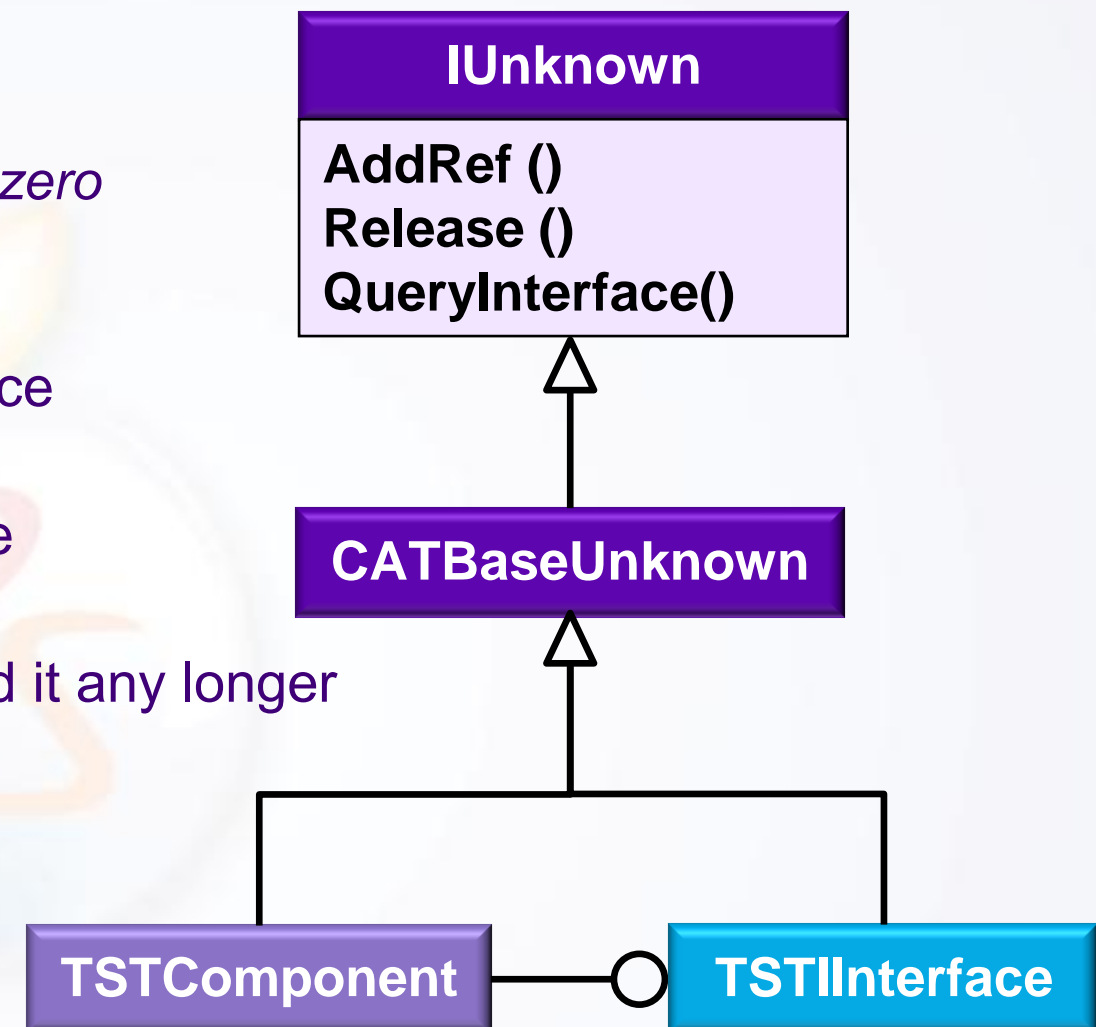 IUnknown
AddRef ()
zero
Release ()
QueryInterface()
ce
e
CATBaseUnknown
d it any longer
TSTComponent
TSTIInterface